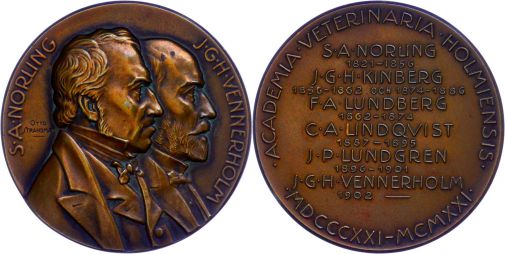 S·A·NORLING
J·G·H·VENNERHOLM
OTTO
STRANDMAN
·ACADEMIA·VETERINARIA·HOLMIENSIS·
S·A·NORLING
1821–1856
J·G·H·KINBERG
1856–1862 OCH 1874–1886
F·A·LUNDBERG
1862–1874
C·A·LINDQVIST
1887–1895
J·P·LUNDGREN
1896–1901
J·G·H·VENNERHOLM
1902 ——
·MDCCCXXI–MCMXXI·